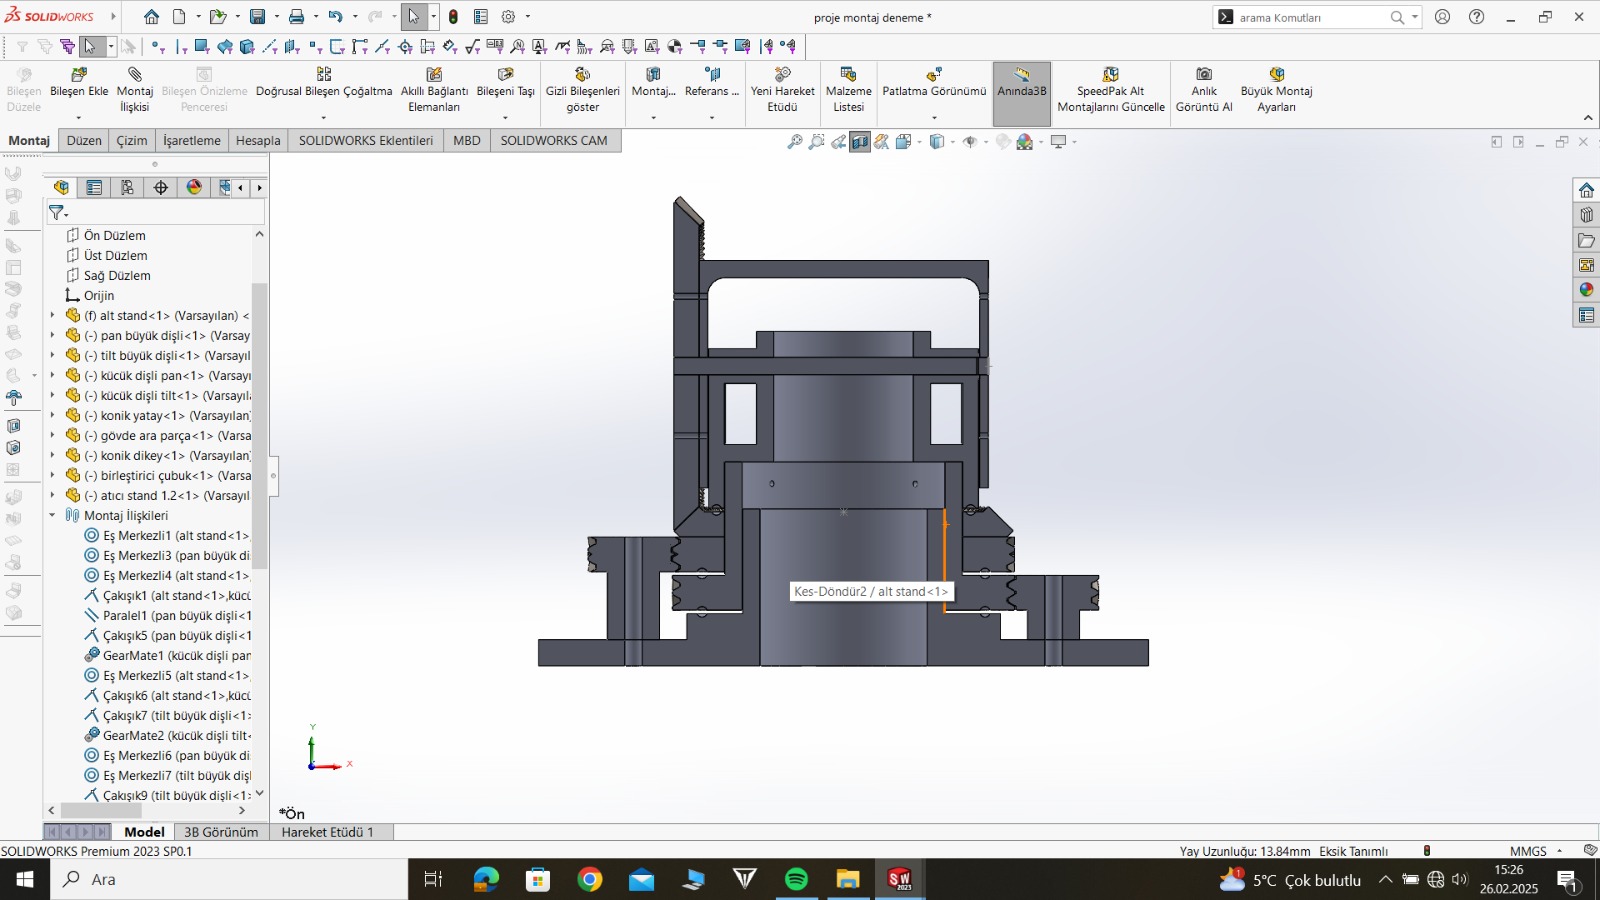 SOLIDWORKS
proje montaj deneme *
arama Komutları
Bileşen Düzele
Bileşen Ekle
Montaj İlişkisi
Bileşen Önizleme Penceresi
Doğrusal Bileşen Çoğaltma
Akıllı Bağlantı Elemanları
Bileşeni Taşı
Gizli Bileşenleri göster
Montaj...
Referans ...
Yeni Hareket Etüdü
Malzeme Listesi
Patlatma Görünümü
Anında3B
SpeedPak Alt Montajlarını Güncelle
Anlık Görüntü Al
Büyük Montaj Ayarları
Montaj
Düzen
Çizim
İşaretleme
Hesapla
SOLIDWORKS Eklentileri
MBD
SOLIDWORKS CAM
Ön Düzlem
Üst Düzlem
Sağ Düzlem
Orijin
(f) alt stand<1> (Varsayılan) <
(-) pan büyük dişli<1> (Varsay
(-) tilt büyük dişli<1> (Varsayıl
(-) kücük dişli pan<1> (Varsayı
(-) kücük dişli tilt<1> (Varsayıl
(-) konik yatay<1> (Varsayılan)
(-) gövde ara parça<1> (Varsa
(-) konik dikey<1> (Varsayılan)
(-) birleştirici çubuk<1> (Varsa
(-) atıcı stand 1.2<1> (Varsayıl
Montaj İlişkileri
Eş Merkezli1 (alt stand<1>,
Eş Merkezli3 (pan büyük di
Eş Merkezli4 (alt stand<1>,
Çakışık1 (alt stand<1>,kücü
Paralel1 (pan büyük dişli<1
Çakışık5 (pan büyük dişli<1
GearMate1 (kücük dişli pan
Eş Merkezli5 (alt stand<1>,
Çakışık6 (alt stand<1>,kücü
Çakışık7 (tilt büyük dişli<1>
GearMate2 (kücük dişli tilt<
Eş Merkezli6 (pan büyük di
Eş Merkezli7 (tilt büyük dişl
Çakışık9 (tilt büyük dişli<1>
Kes-Döndür2 / alt stand<1>
Y
X
*Ön
Model
3B Görünüm
Hareket Etüdü 1
SOLIDWORKS Premium 2023 SP0.1
Yay Uzunluğu: 13.84mm
Eksik Tanımlı
MMGS
Ara
SW 2023
1
5°C Çok bulutlu
15:26
26.02.2025
1